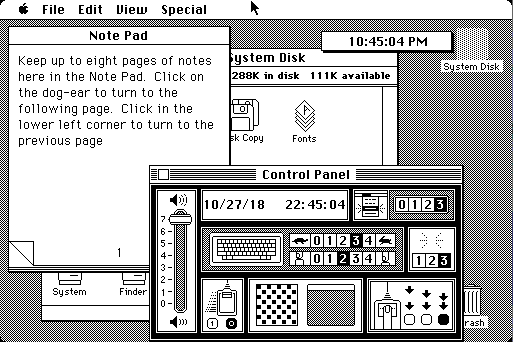 File Edit View Special
Note Pad
Keep up to eight pages of notes
here in the Note Pad. Click on
the dog-ear to turn to the
following page. Click in the
lower left corner to turn to the
previous page
1
10:45:04 PM
System Disk
System Disk
288K in disk 111K available
sk Copy
Fonts
Control Panel
10/27/18 22:45:04
0 1 2 3
7
6
5
4
3
2
1
0
0 1 2 3 4
0 1 2 3 4
1 2 3
1 0
System
Finder
rash